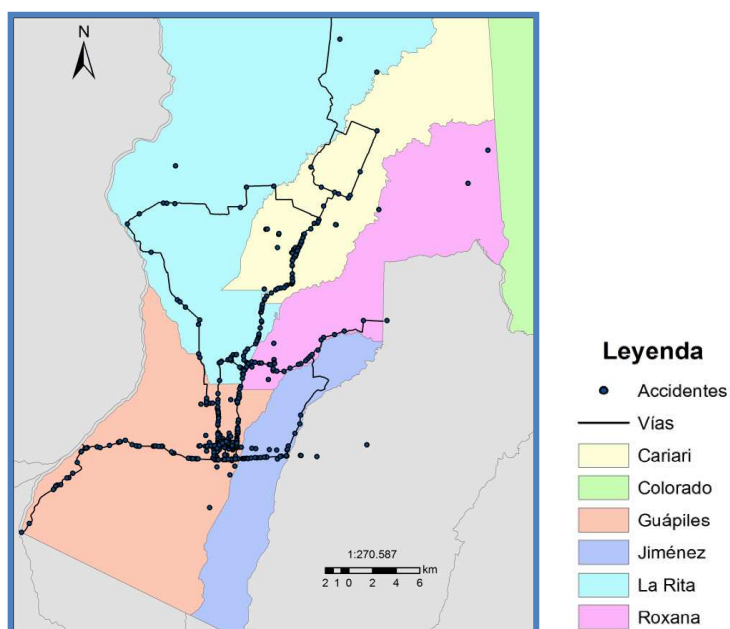 N
1:270.587
2 1 0 2 4 6 km
Leyenda
Accidentes
Vías
Cariari
Colorado
Guápiles
Jiménez
La Rita
Roxana